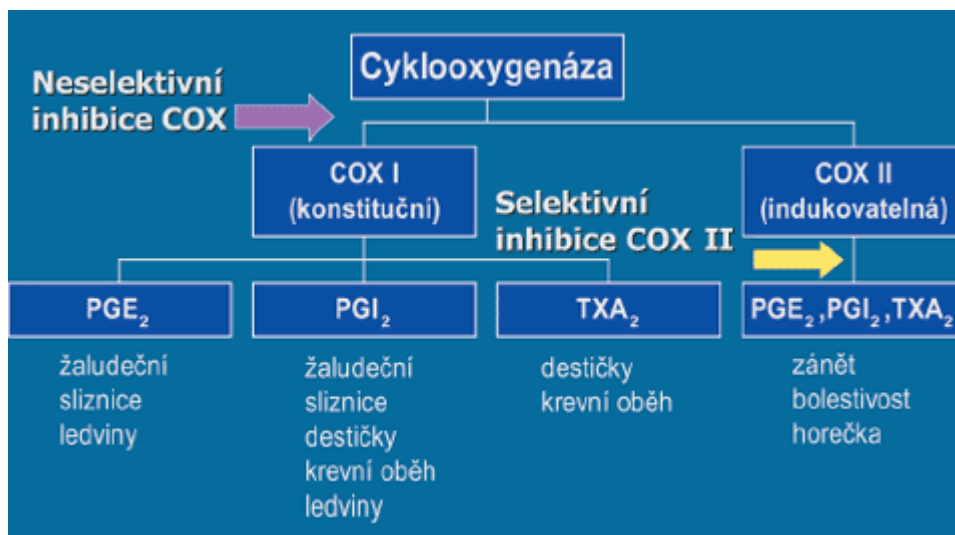 Cyklooxygenáza
Neselektivní
inhibice COX
COX I
(konstituční)
COX II
(indukovatelná)
Selektivní
inhibice COX II
PGE₂
žaludeční
sliznice
ledviny
PGI₂
žaludeční
sliznice
destičky
krevní oběh
ledviny
TXA₂
destičky
krevní oběh
PGE₂,PGI₂,TXA₂
zánět
bolestivost
horečka